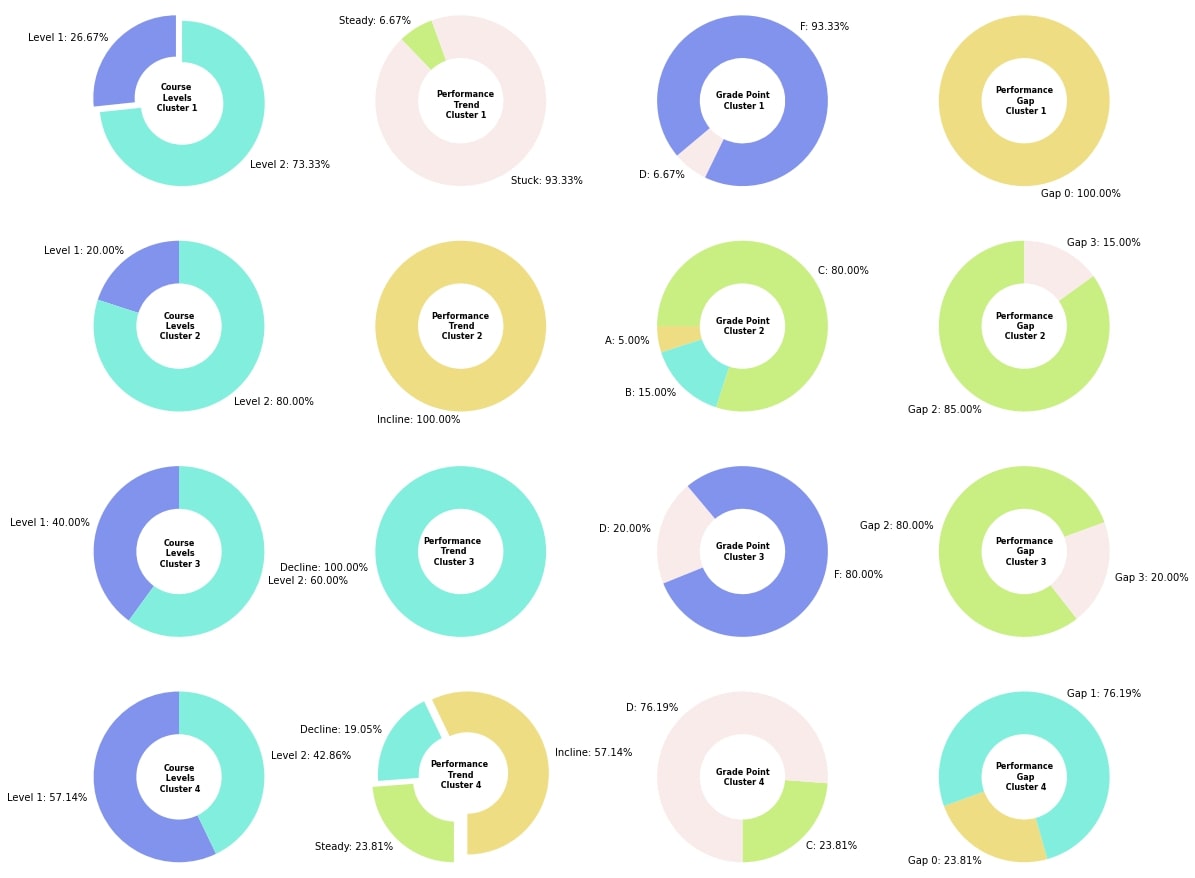 Level 1: 26.67%
Course
Levels
Cluster 1
Level 2: 73.33%
Steady: 6.67%
Performance
Trend
Cluster 1
Stuck: 93.33%
F: 93.33%
Grade Point
Cluster 1
D: 6.67%
Performance
Gap
Cluster 1
Gap 0: 100.00%
Level 1: 20.00%
Course
Levels
Cluster 2
Level 2: 80.00%
Performance
Trend
Cluster 2
Incline: 100.00%
C: 80.00%
Grade Point
Cluster 2
A: 5.00%
B: 15.00%
Gap 3: 15.00%
Performance
Gap
Cluster 2
Gap 2: 85.00%
Level 1: 40.00%
Course
Levels
Cluster 3
Level 2: 60.00%
Performance
Trend
Cluster 3
Decline: 100.00%
D: 20.00%
Grade Point
Cluster 3
F: 80.00%
Gap 2: 80.00%
Performance
Gap
Cluster 3
Gap 3: 20.00%
Level 2: 42.86%
Course
Levels
Cluster 4
Level 1: 57.14%
Decline: 19.05%
Incline: 57.14%
Performance
Trend
Cluster 4
Steady: 23.81%
D: 76.19%
Grade Point
Cluster 4
C: 23.81%
Gap 1: 76.19%
Performance
Gap
Cluster 4
Gap 0: 23.81%